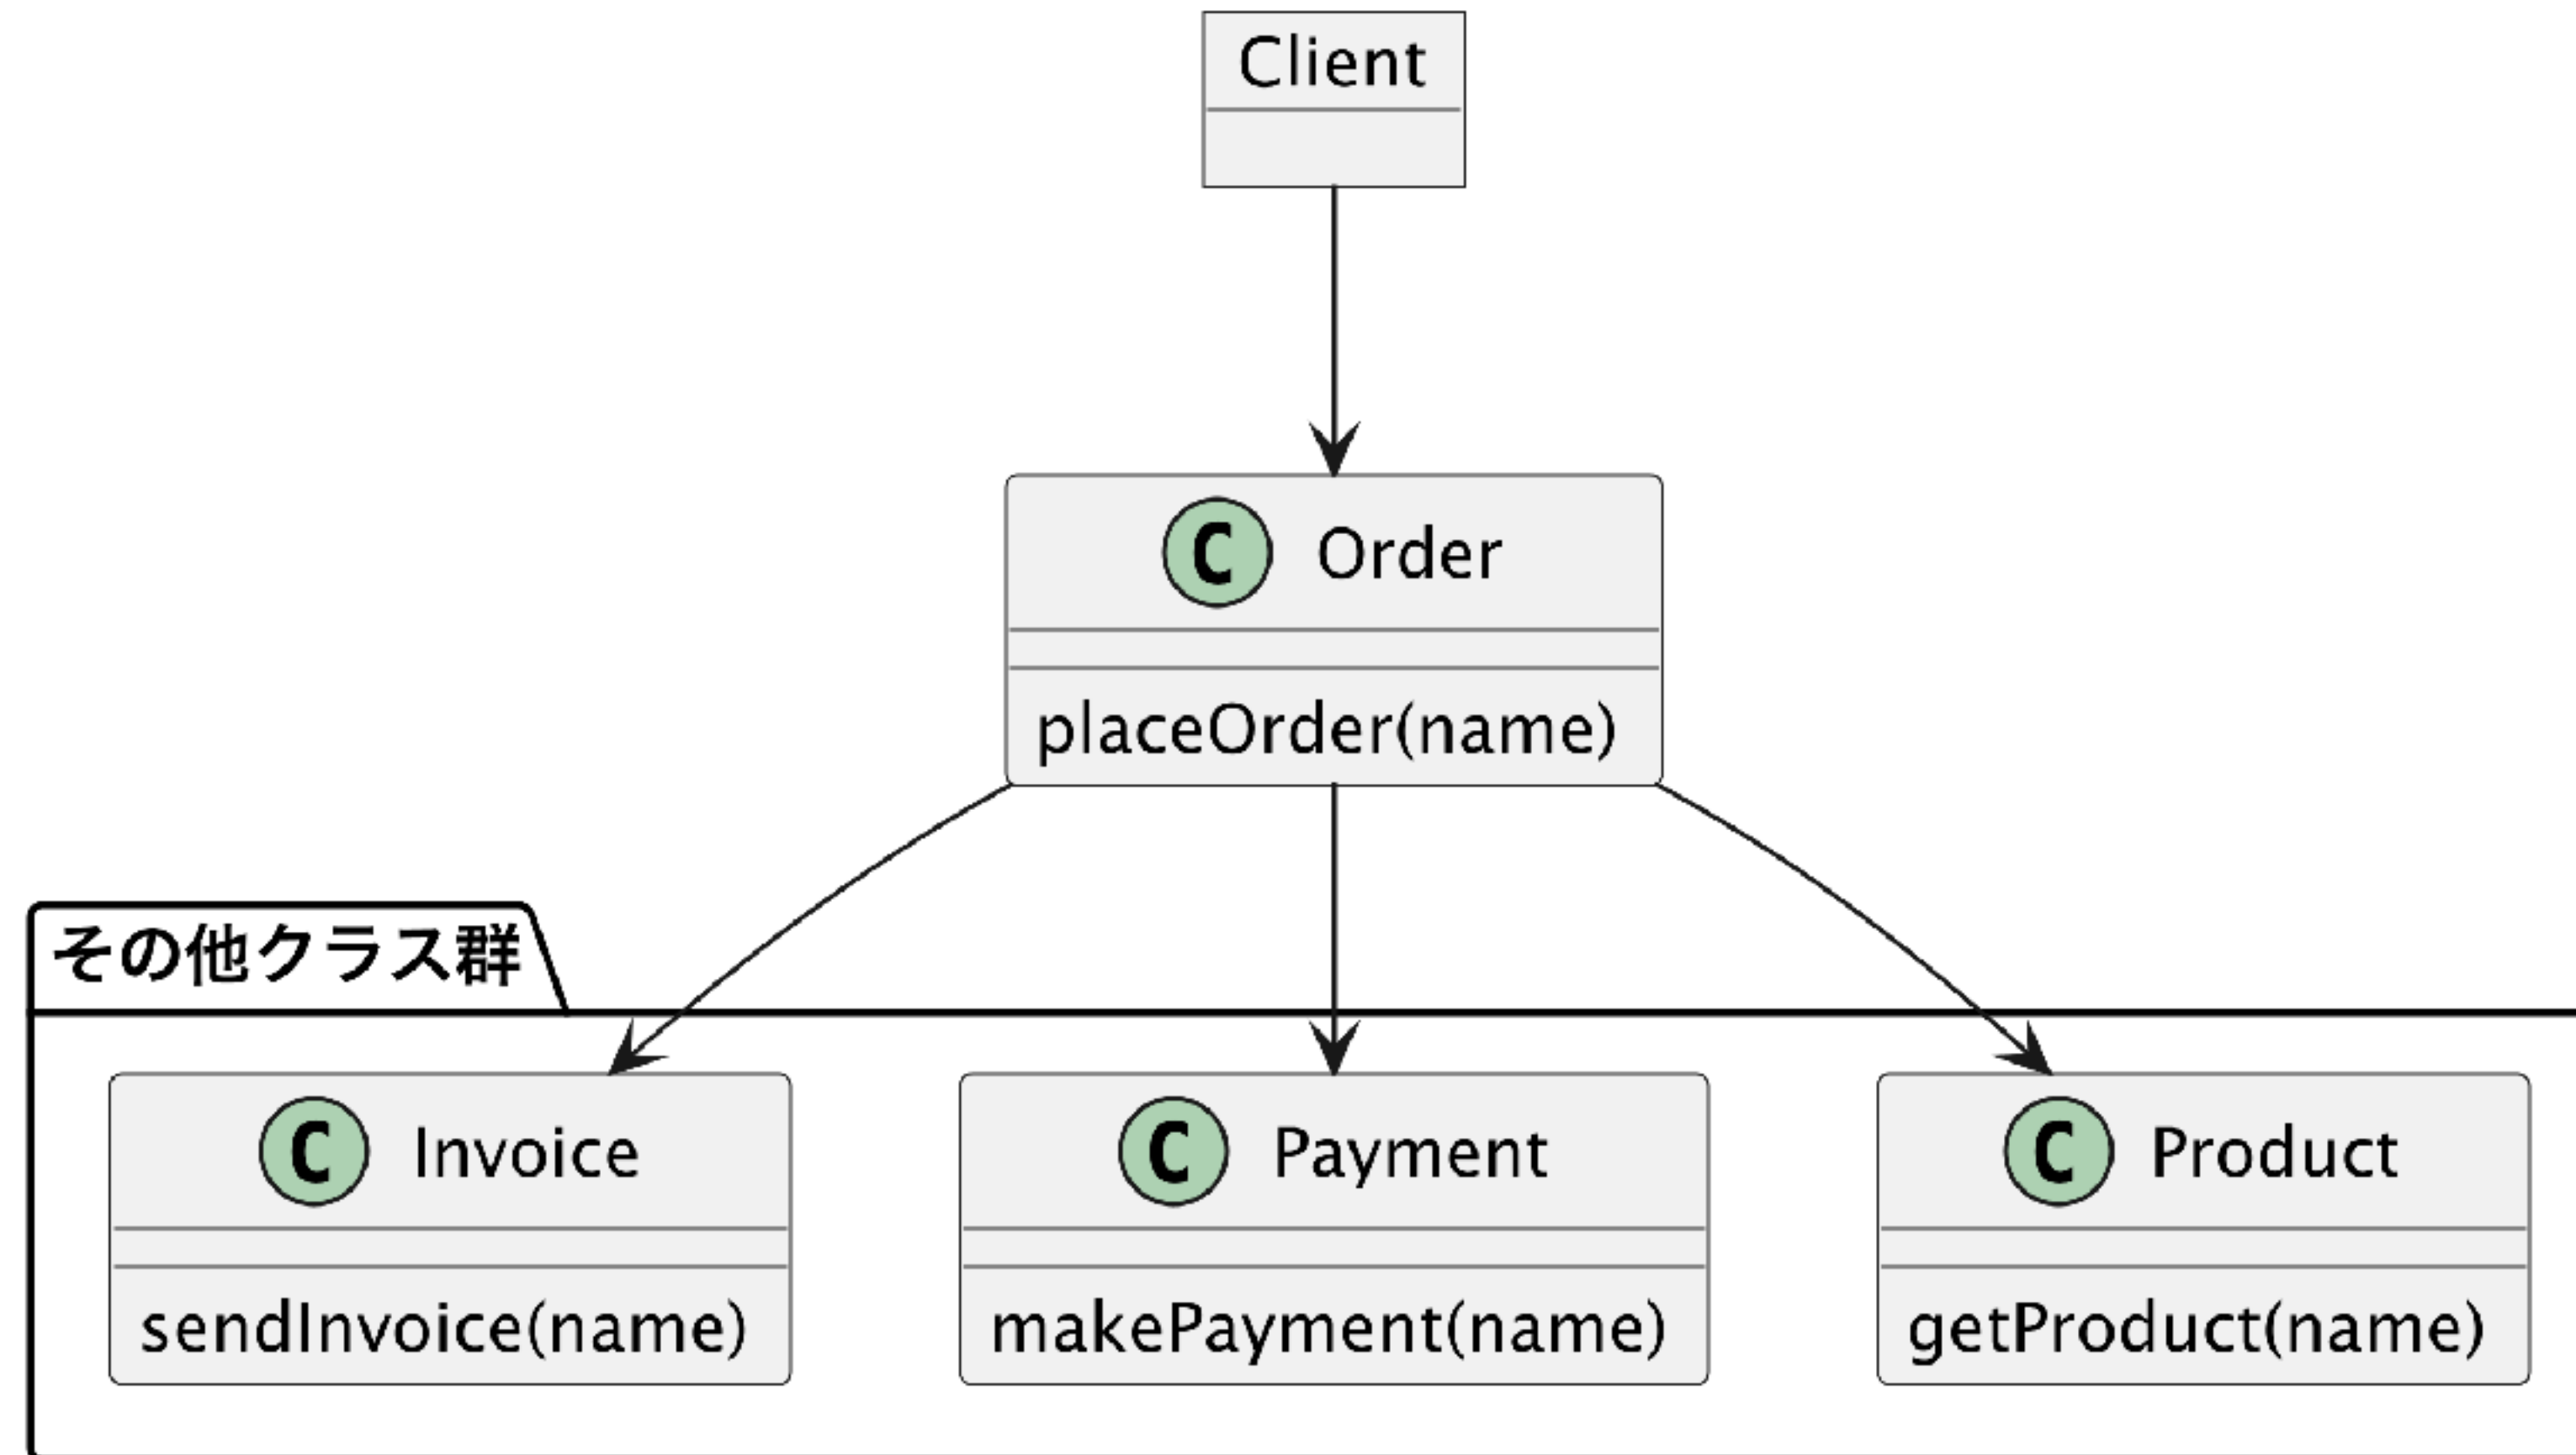 Client
C Order
placeOrder(name)
その他クラス群
C Invoice
sendInvoice(name)
C Payment
makePayment(name)
C Product
getProduct(name)